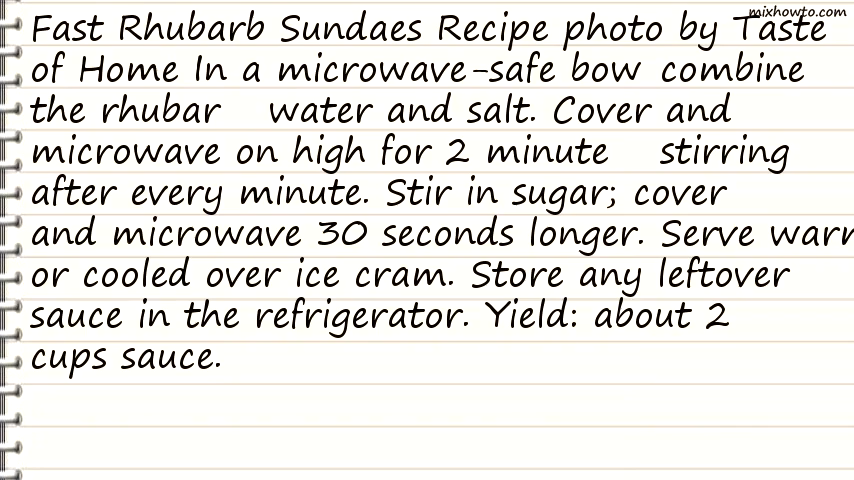 mixhowto.com
Fast Rhubarb Sundaes Recipe photo by Taste
of Home In a microwave-safe bow combine
the rhubar water and salt. Cover and
microwave on high for 2 minute stirring
after every minute. Stir in sugar; cover
and microwave 30 seconds longer. Serve warm
or cooled over ice cram. Store any leftover
sauce in the refrigerator. Yield: about 2
cups sauce.